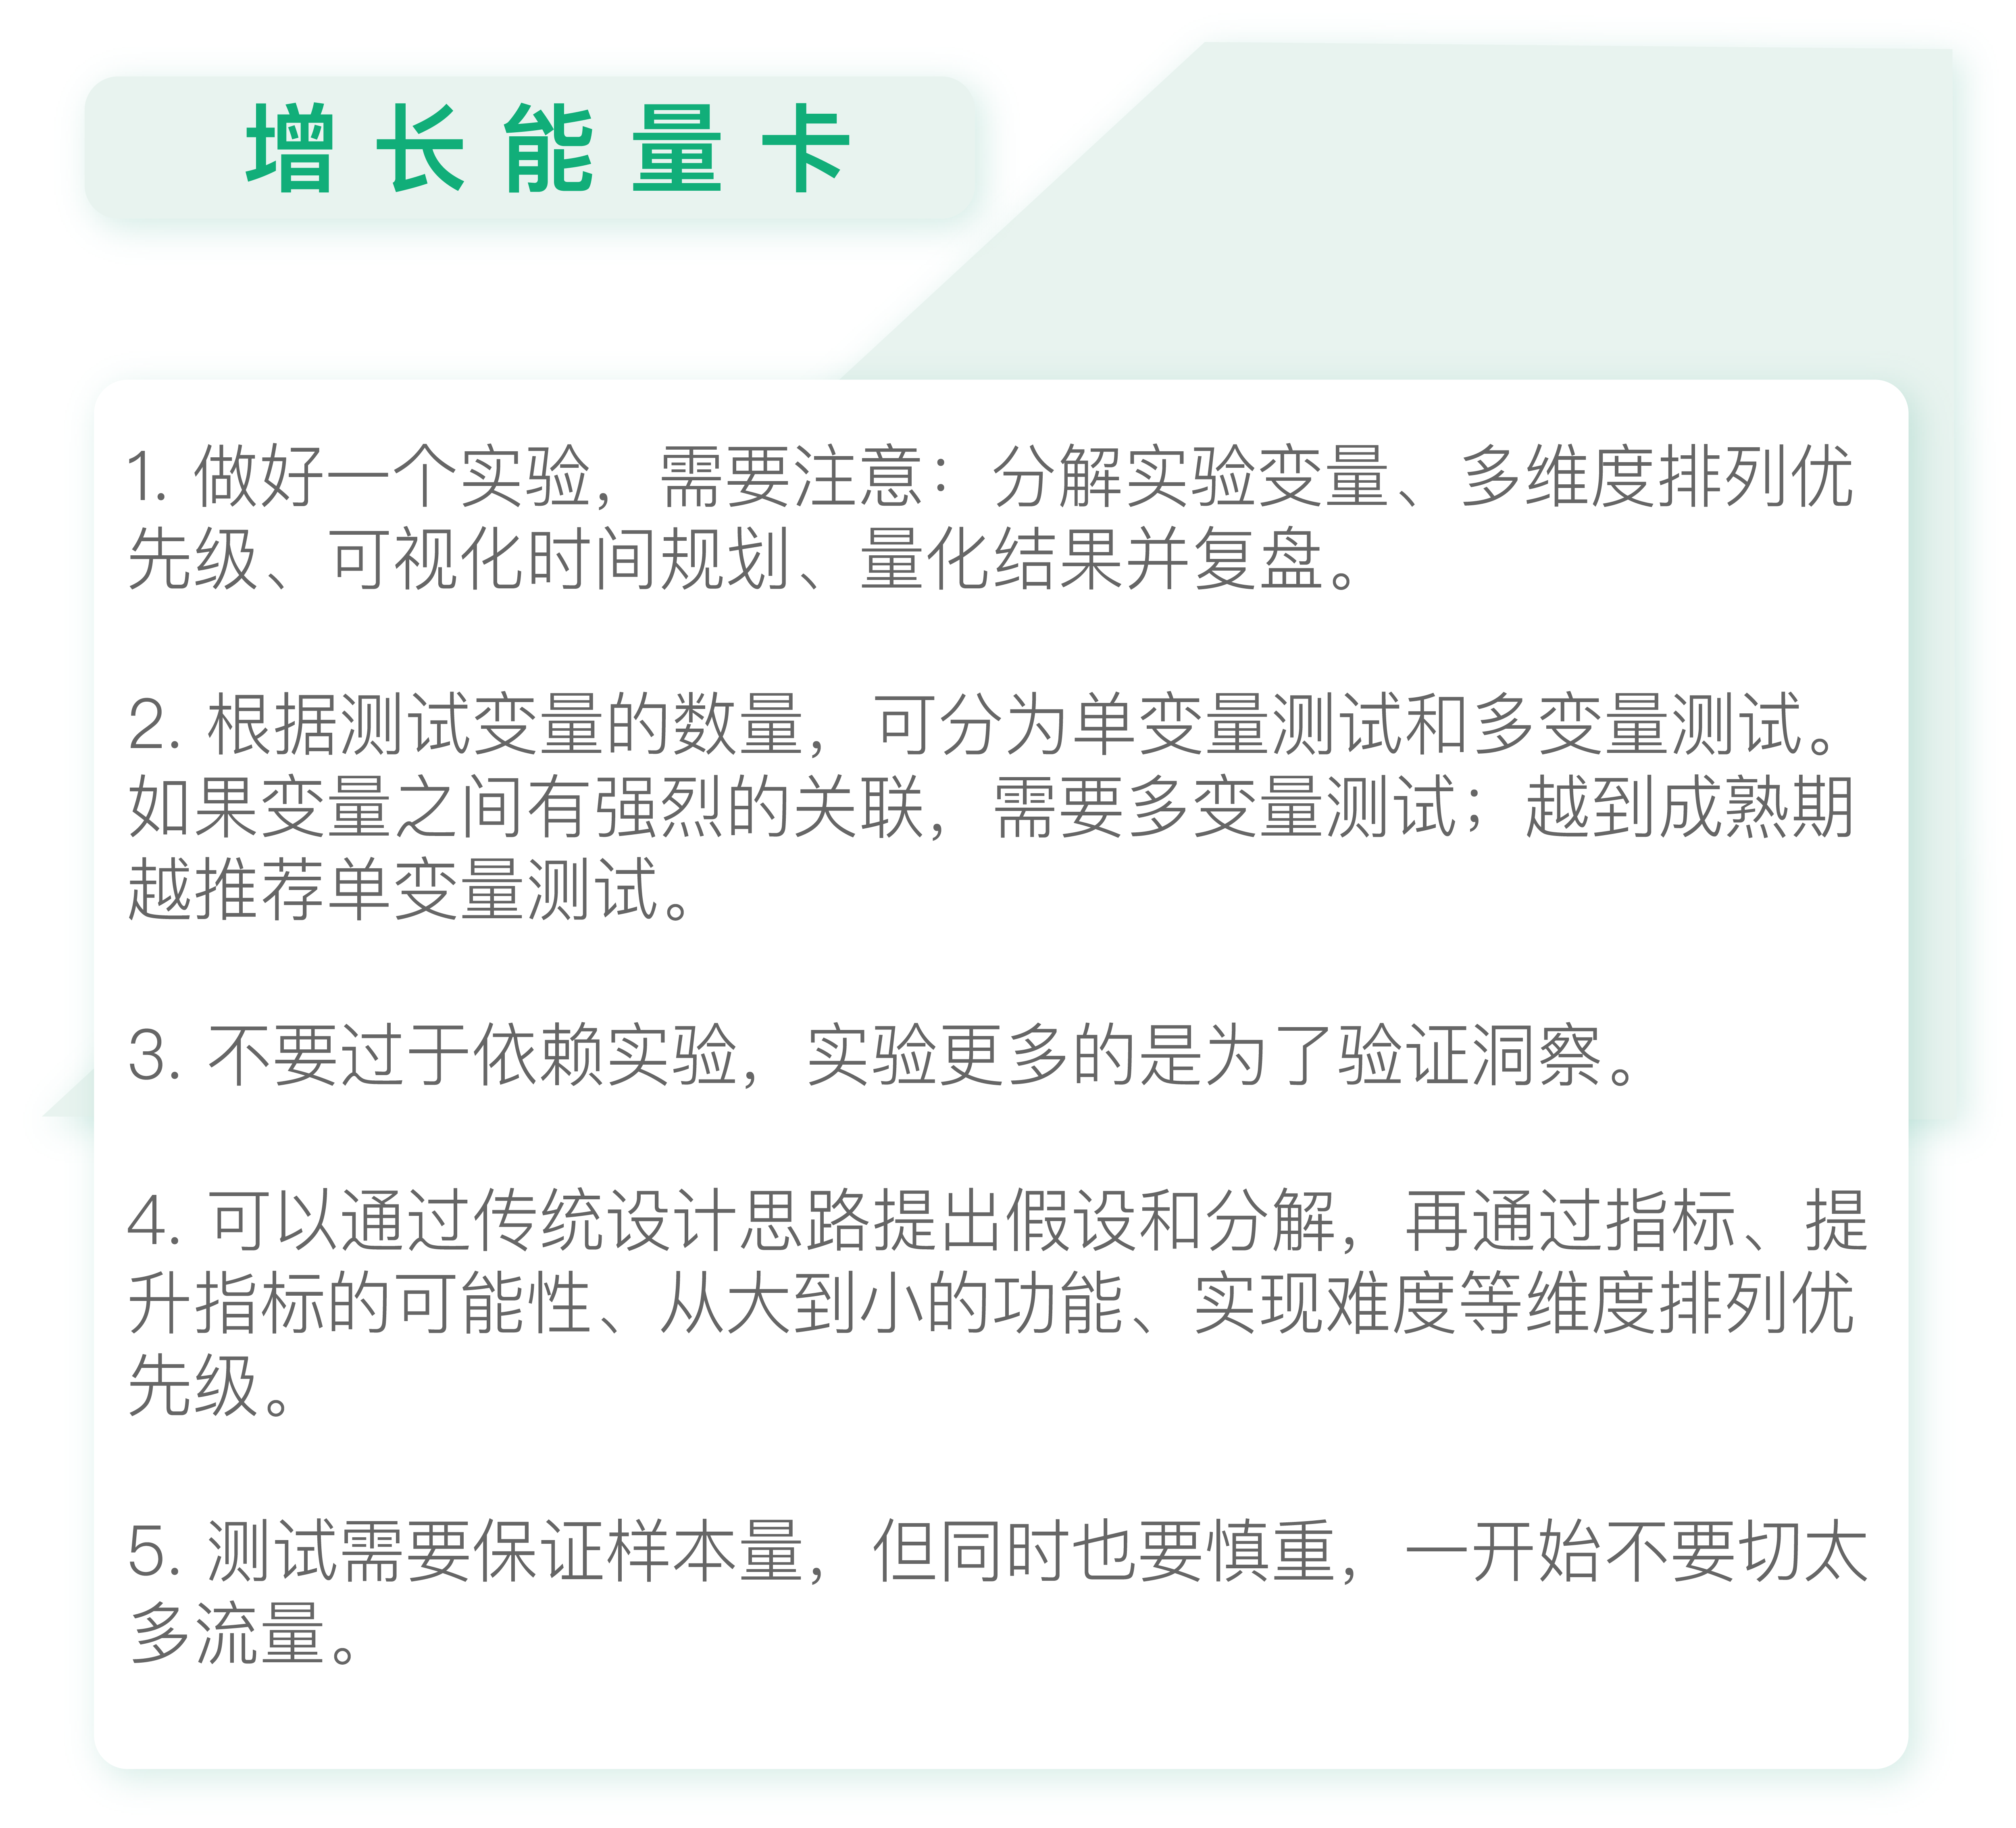 增长能量卡
1. 做好一个实验，需要注意：分解实验变量、多维度排列优
先级、可视化时间规划、量化结果并复盘。
2. 根据测试变量的数量，可分为单变量测试和多变量测试。
如果变量之间有强烈的关联，需要多变量测试；越到成熟期
越推荐单变量测试。
3. 不要过于依赖实验，实验更多的是为了验证洞察。
4. 可以通过传统设计思路提出假设和分解，再通过指标、提
升指标的可能性、从大到小的功能、实现难度等维度排列优
先级。
5. 测试需要保证样本量，但同时也要慎重，一开始不要切太
多流量。